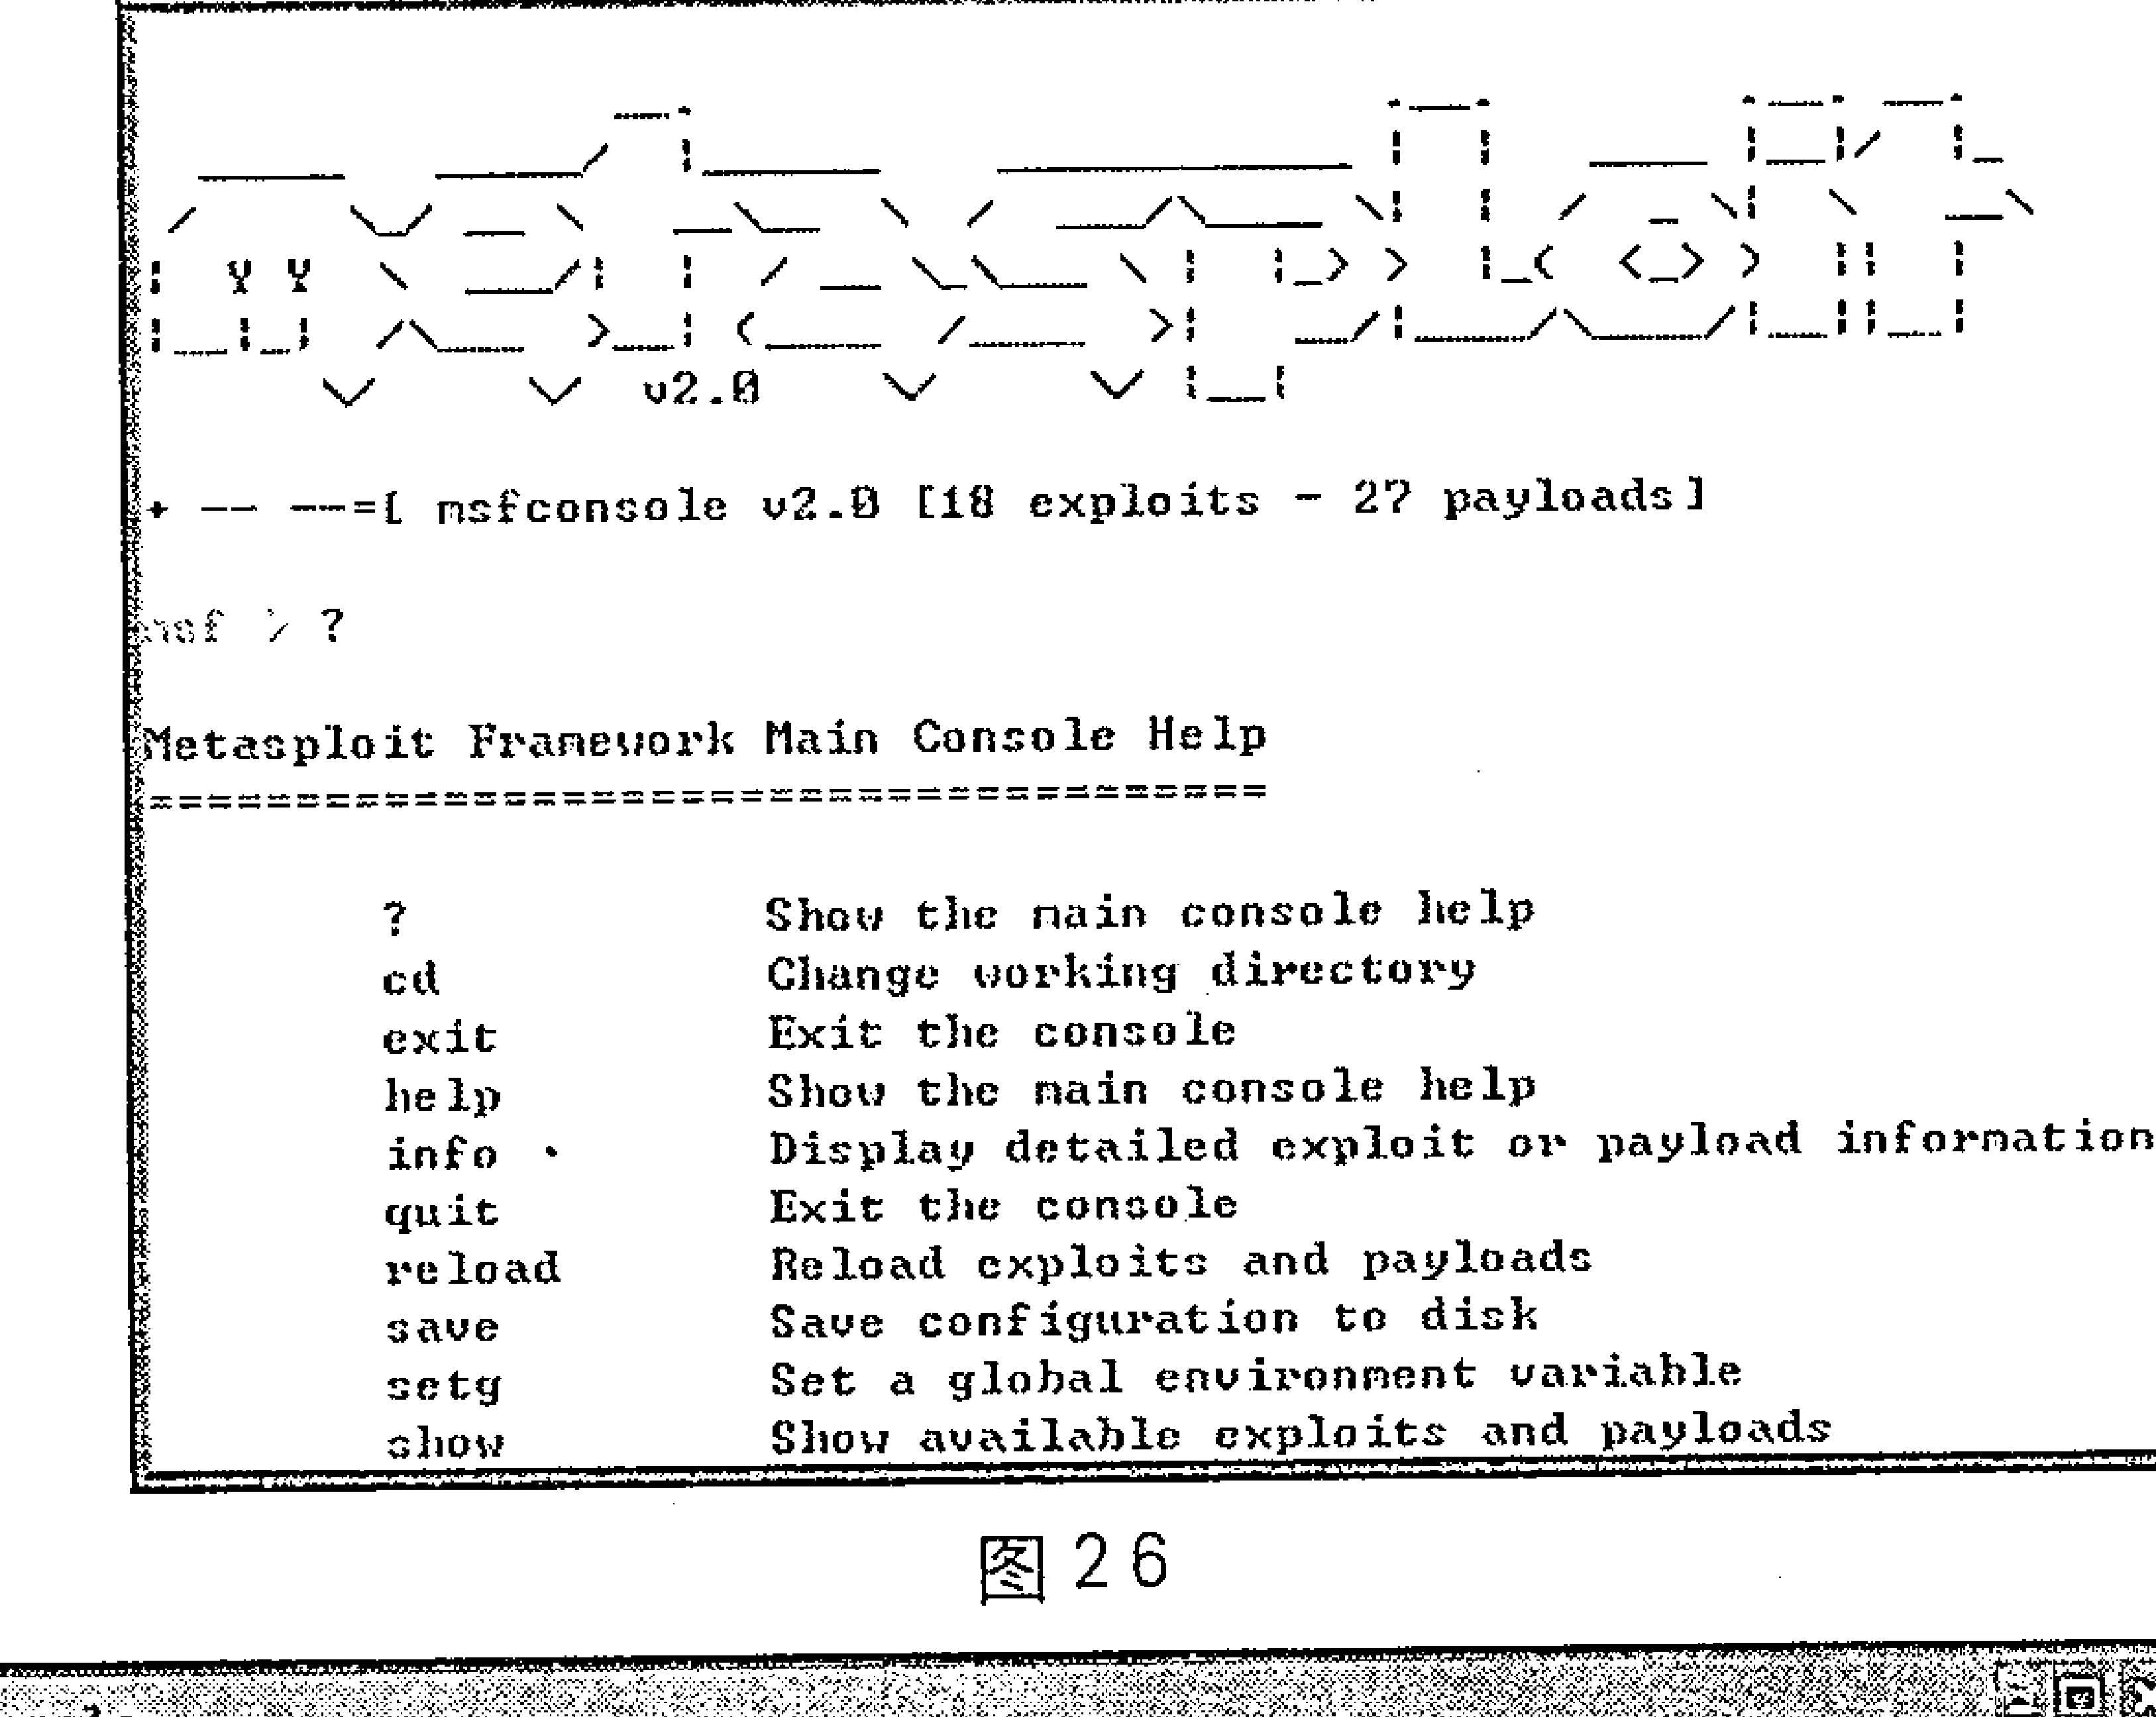 v2.0
+ -- --=[ msfconsole v2.0 [18 exploits - 27 payloads]
msf > ?
Metasploit Framework Main Console Help
======================================
? Show the main console help
cd Change working directory
exit Exit the console
help Show the main console help
info Display detailed exploit or payload information
quit Exit the console
reload Reload exploits and payloads
save Save configuration to disk
setg Set a global environment variable
show Show available exploits and payloads
图26